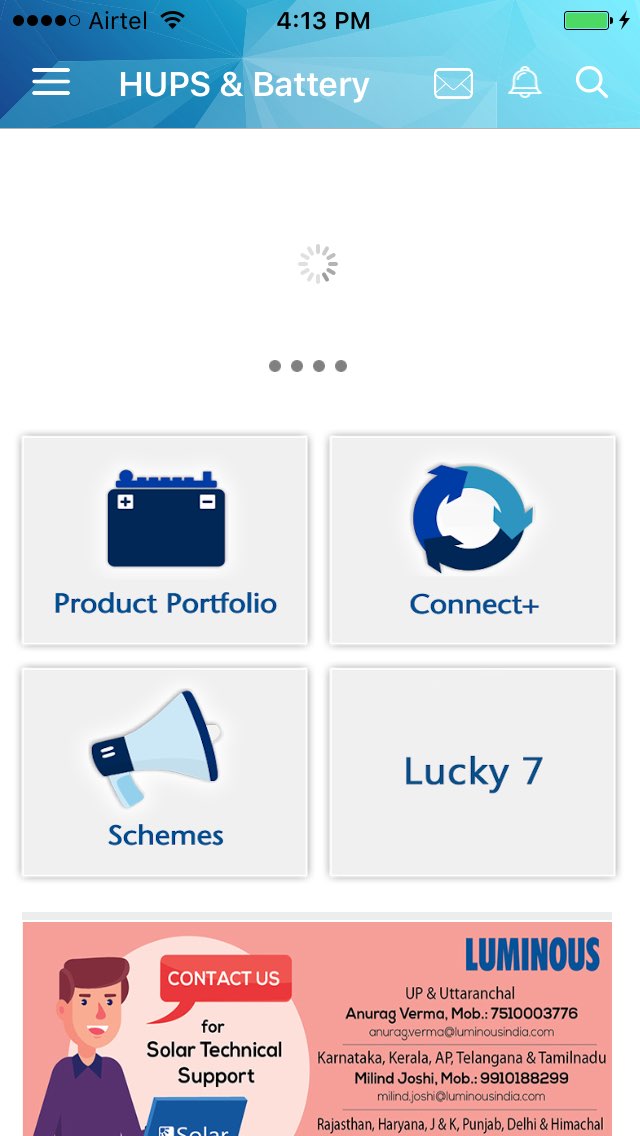 Airtel 4:13 PM
HUPS & Battery
Product Portfolio
Connect+
Schemes
Lucky 7
CONTACT US
for
Solar Technical
Support
Solar
LUMINOUS
UP & Uttaranchal
Anurag Verma, Mob.: 7510003776
anurag.verma@luminousindia.com
Karnataka, Kerala, AP, Telangana & Tamilnadu
Milind Joshi, Mob.: 9910188299
milind.joshi@luminousindia.com
Rajasthan, Haryana, J & K, Punjab, Delhi & Himachal